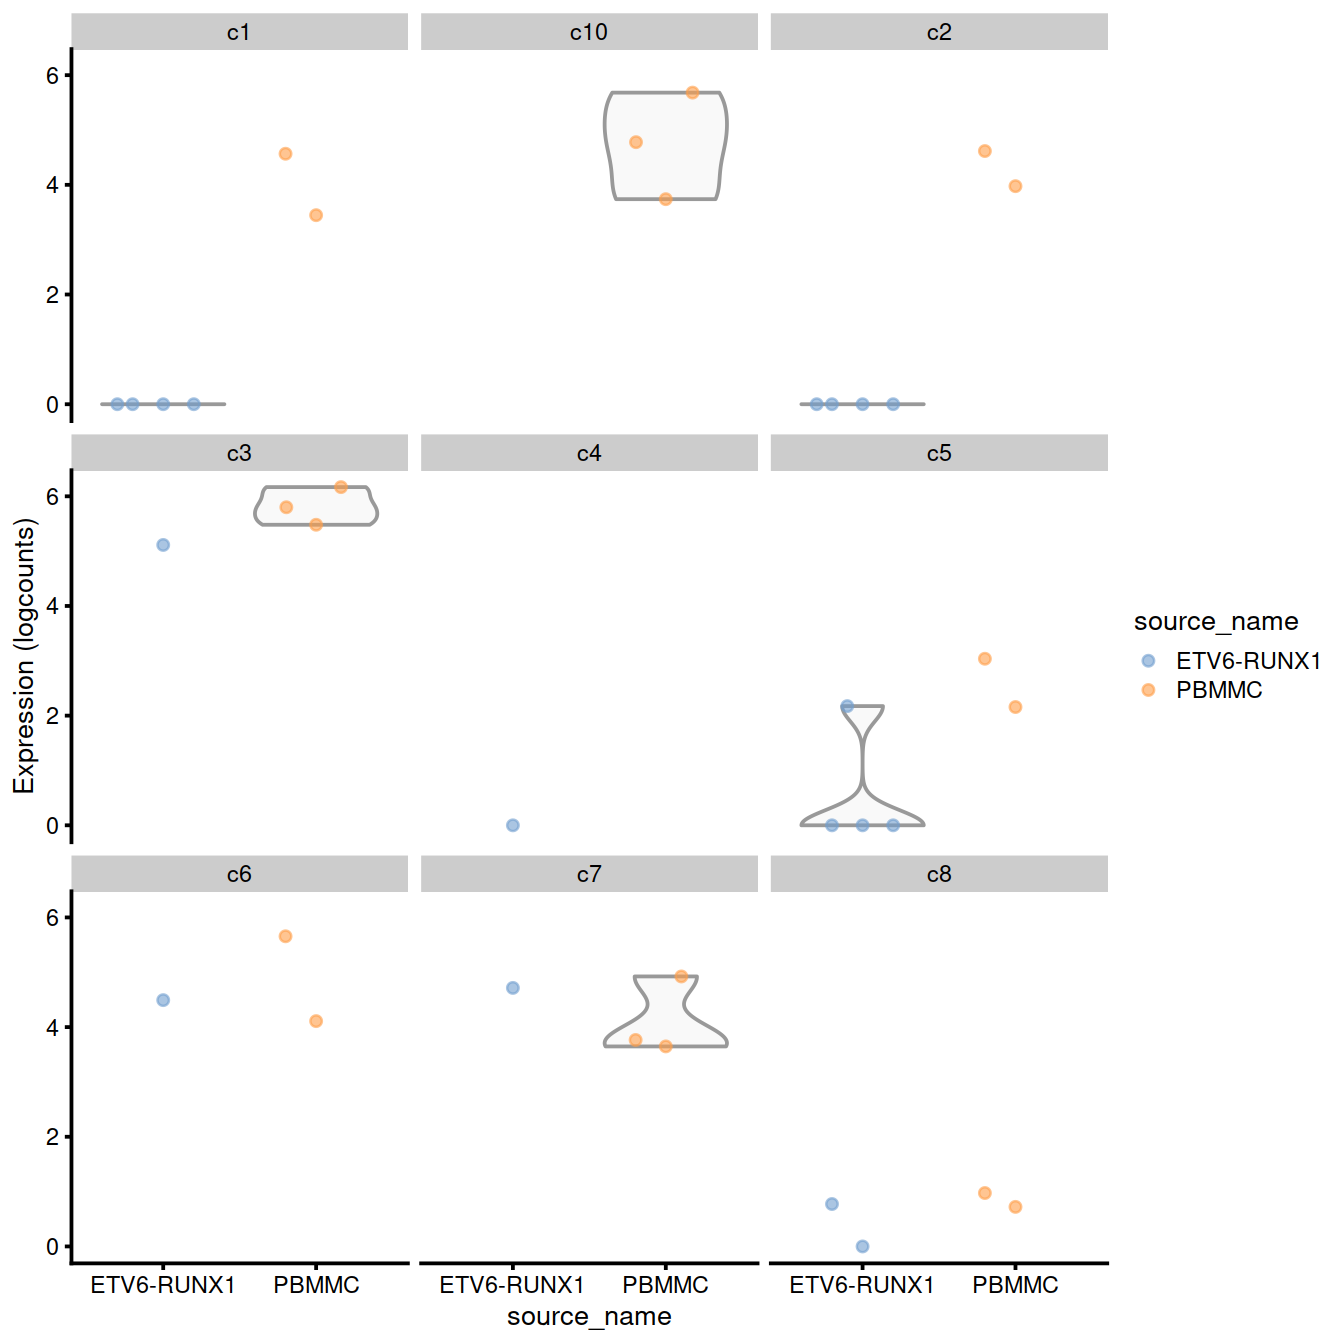 c1
c10
c2
6
4
2
0
c3
c4
c5
6
4
2
0
Expression (logcounts)
source_name
ETV6-RUNX1
PBMMC
c6
c7
c8
6
4
2
0
ETV6-RUNX1
PBMMC
ETV6-RUNX1
PBMMC
ETV6-RUNX1
PBMMC
source_name